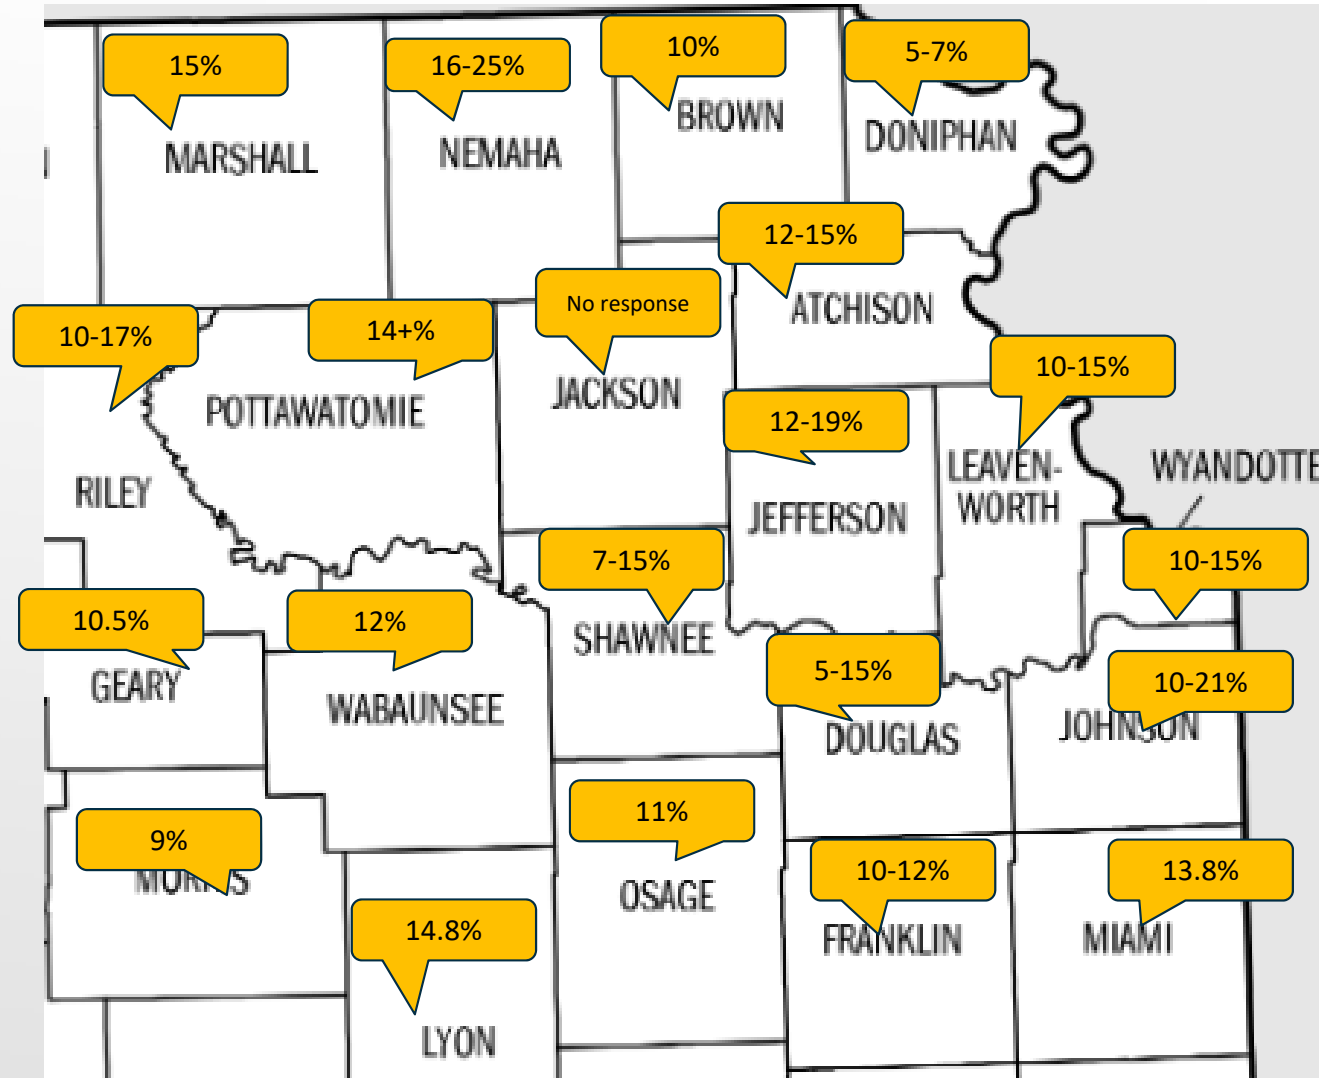 15%
MARSHALL
16-25%
NEMAHA
10%
BROWN
5-7%
DONIPHAN
12-15%
ATCHISON
10-17%
RILEY
14+%
POTTAWATOMIE
No response
JACKSON
12-19%
JEFFERSON
10-15%
LEAVEN-
WORTH
WYANDOTTE
10-15%
10.5%
GEARY
12%
WABAUNSEE
7-15%
SHAWNEE
5-15%
DOUGLAS
10-21%
JOHNSON
9%
MORRIS
14.8%
LYON
11%
OSAGE
10-12%
FRANKLIN
13.8%
MIAMI